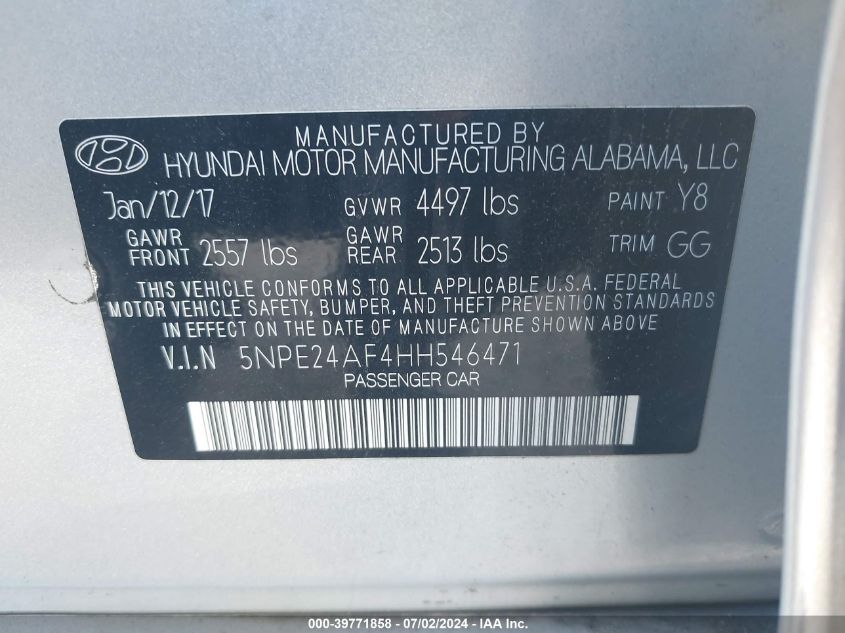 MANUFACTURED BY
HYUNDAI MOTOR MANUFACTURING ALABAMA, LLC
Jan/12/17 GVWR 4497 lbs PAINT Y8
GAWR FRONT 2557 lbs GAWR REAR 2513 lbs TRIM GG
THIS VEHICLE CONFORMS TO ALL APPLICABLE U.S.A. FEDERAL
MOTOR VEHICLE SAFETY, BUMPER, AND THEFT PREVENTION STANDARDS
IN EFFECT ON THE DATE OF MANUFACTURE SHOWN ABOVE
V.I.N 5NPE24AF4HH546471
PASSENGER CAR
000-39771858 | 07/02/2024 - IAA Inc.